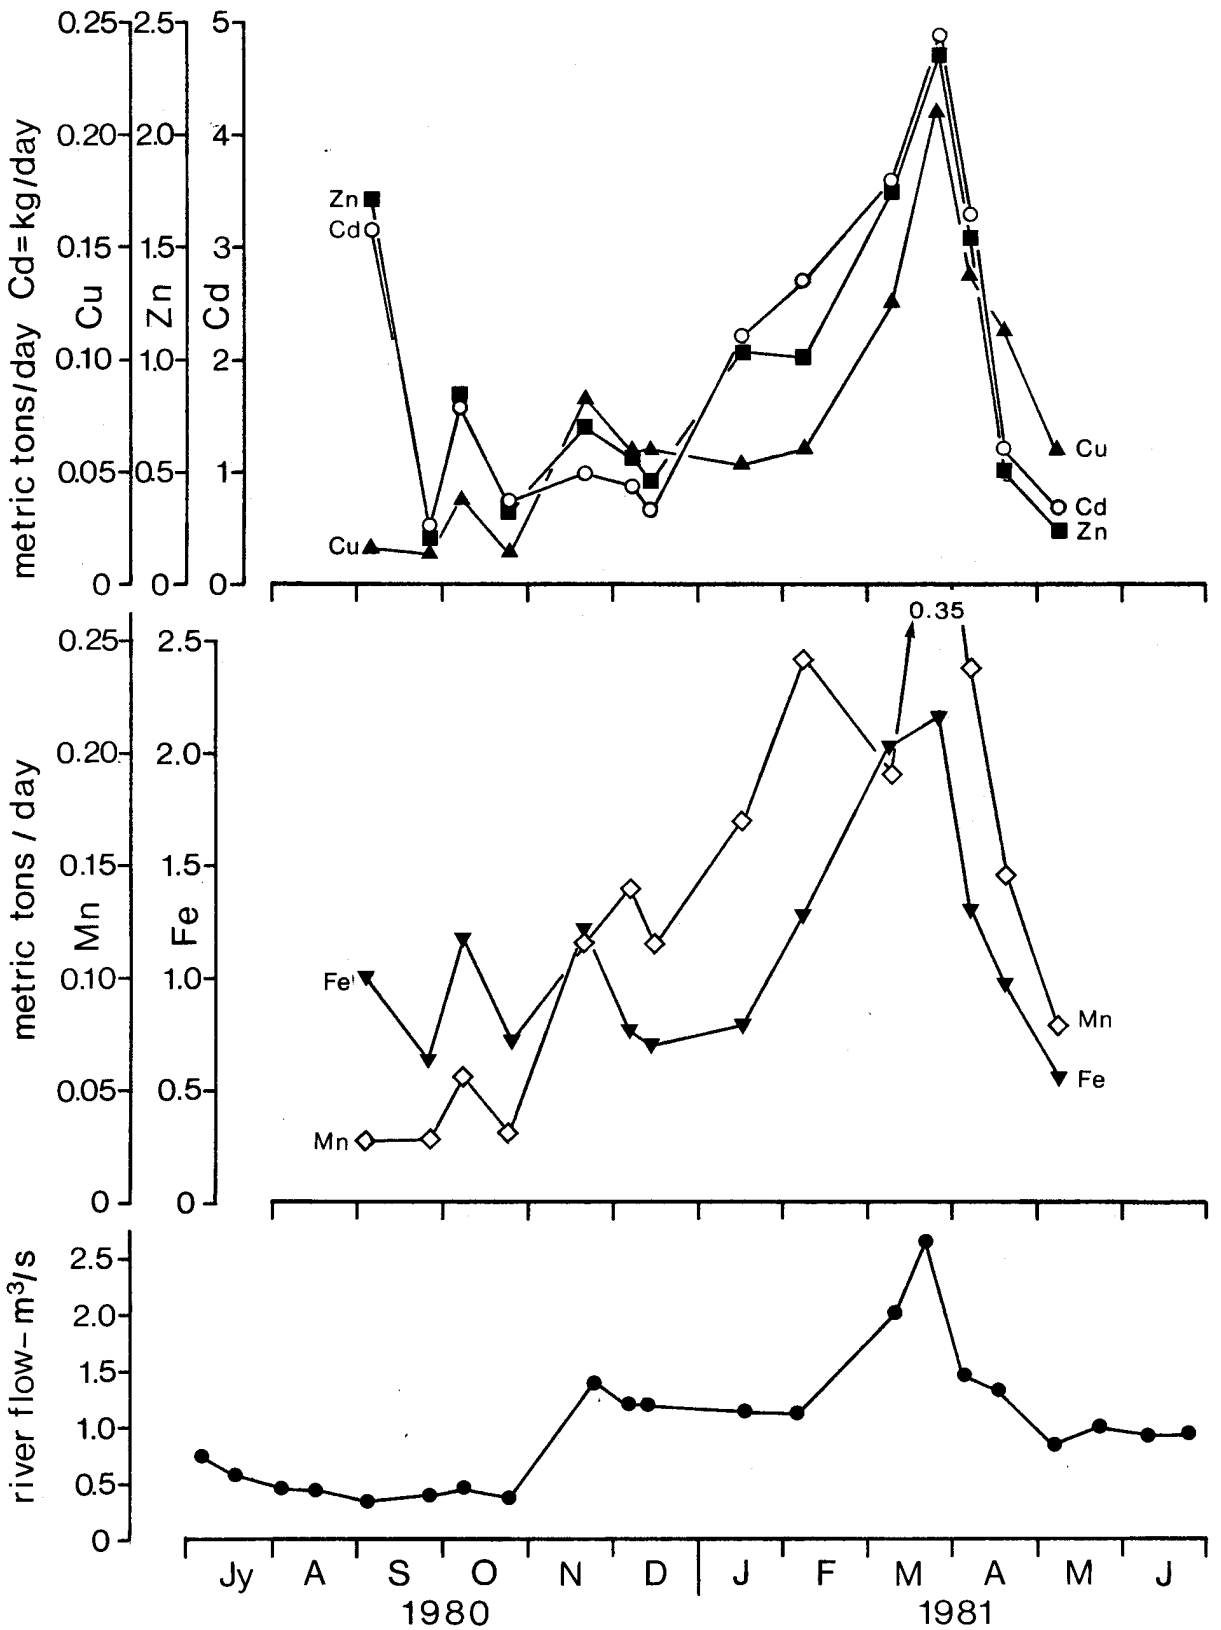 0.25 2.5 5
0.20 2.0 4
0.15 1.5 3
0.10 1.0 2
0.05 0.5 1
0 0 0
metric tons/day Cd=kg/day
Cu
Zn
Cd
Zn
Cd
Cu
Cu
Cd
Zn
0.35
0.25 2.5
0.20 2.0
0.15 1.5
0.10 1.0
0.05 0.5
0 0
metric tons / day
Mn
Fe
Fe
Mn
Mn
Fe
2.5
2.0
1.5
1.0
0.5
0
river flow – m³/s
Jy A S O N D J F M A M J
1980 1981